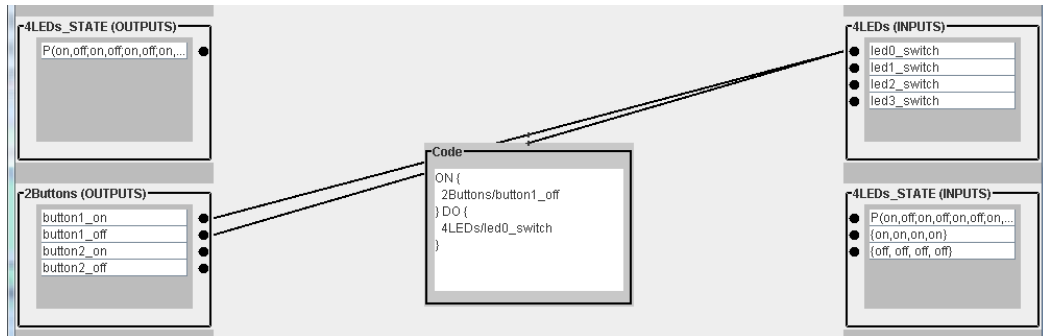 4LEDs_STATE (OUTPUTS)
P(on,off,on,off,on,off,on,...
2Buttons (OUTPUTS)
button1_on
button1_off
button2_on
button2_off
Code
ON {
2Buttons/button1_off
} DO {
4LEDs/led0_switch
}
4LEDs (INPUTS)
led0_switch
led1_switch
led2_switch
led3_switch
4LEDs_STATE (INPUTS)
P(on,off,on,off,on,off,on,...
{on,on,on,on}
{off, off, off, off}